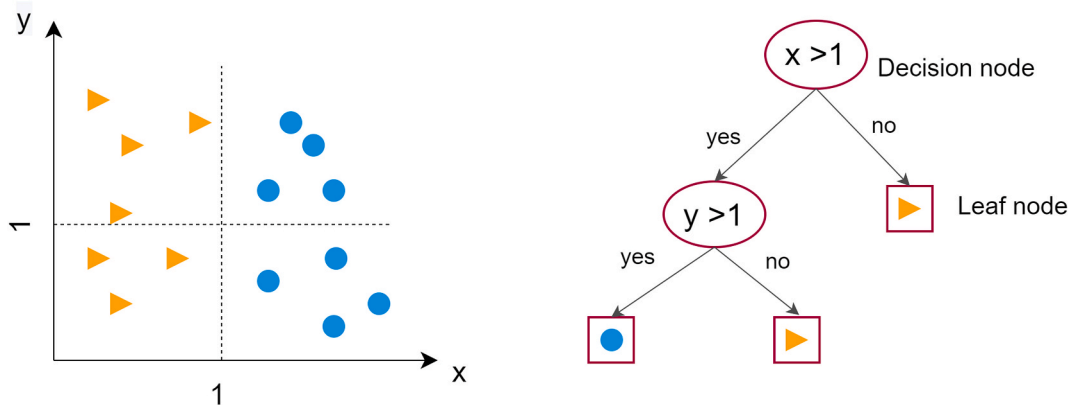 y
1
1
x
x >1
Decision node
yes
no
y >1
Leaf node
yes
no